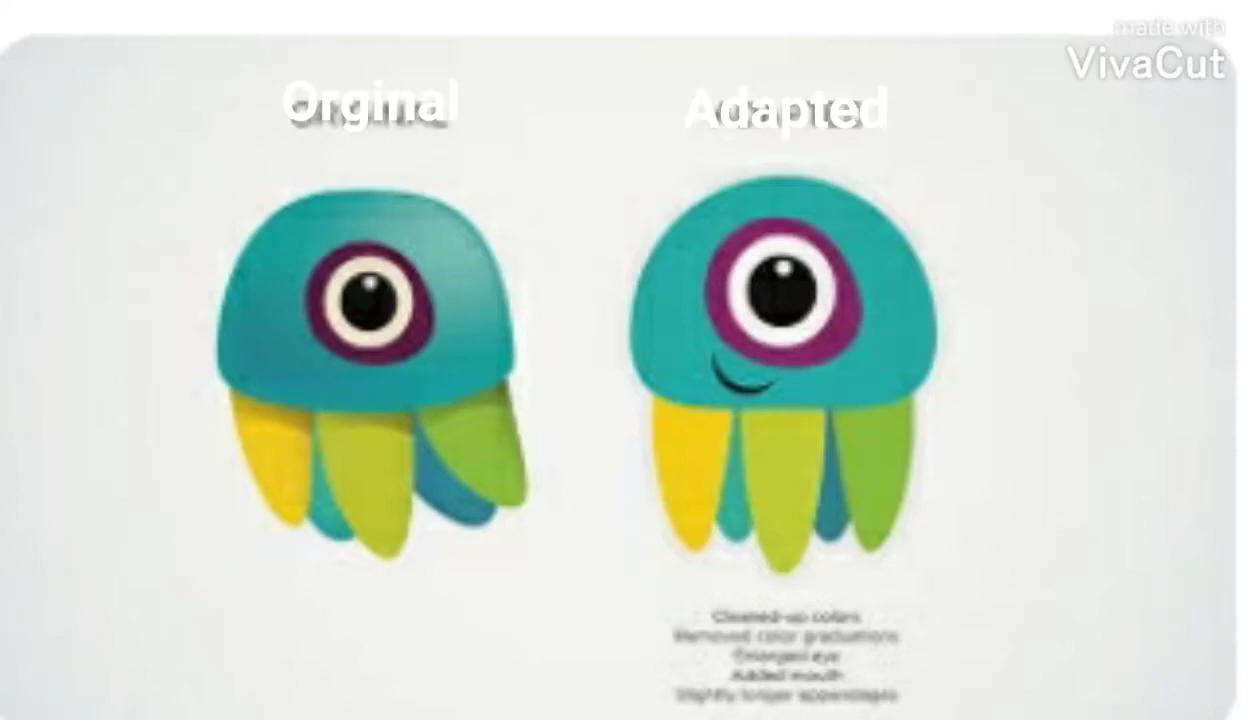 made with
VivaCut
Orginal
Adapted
Cleaned-up colors
Removed color graduations
Enlarged eye
Added mouth
Slightly longer appendages